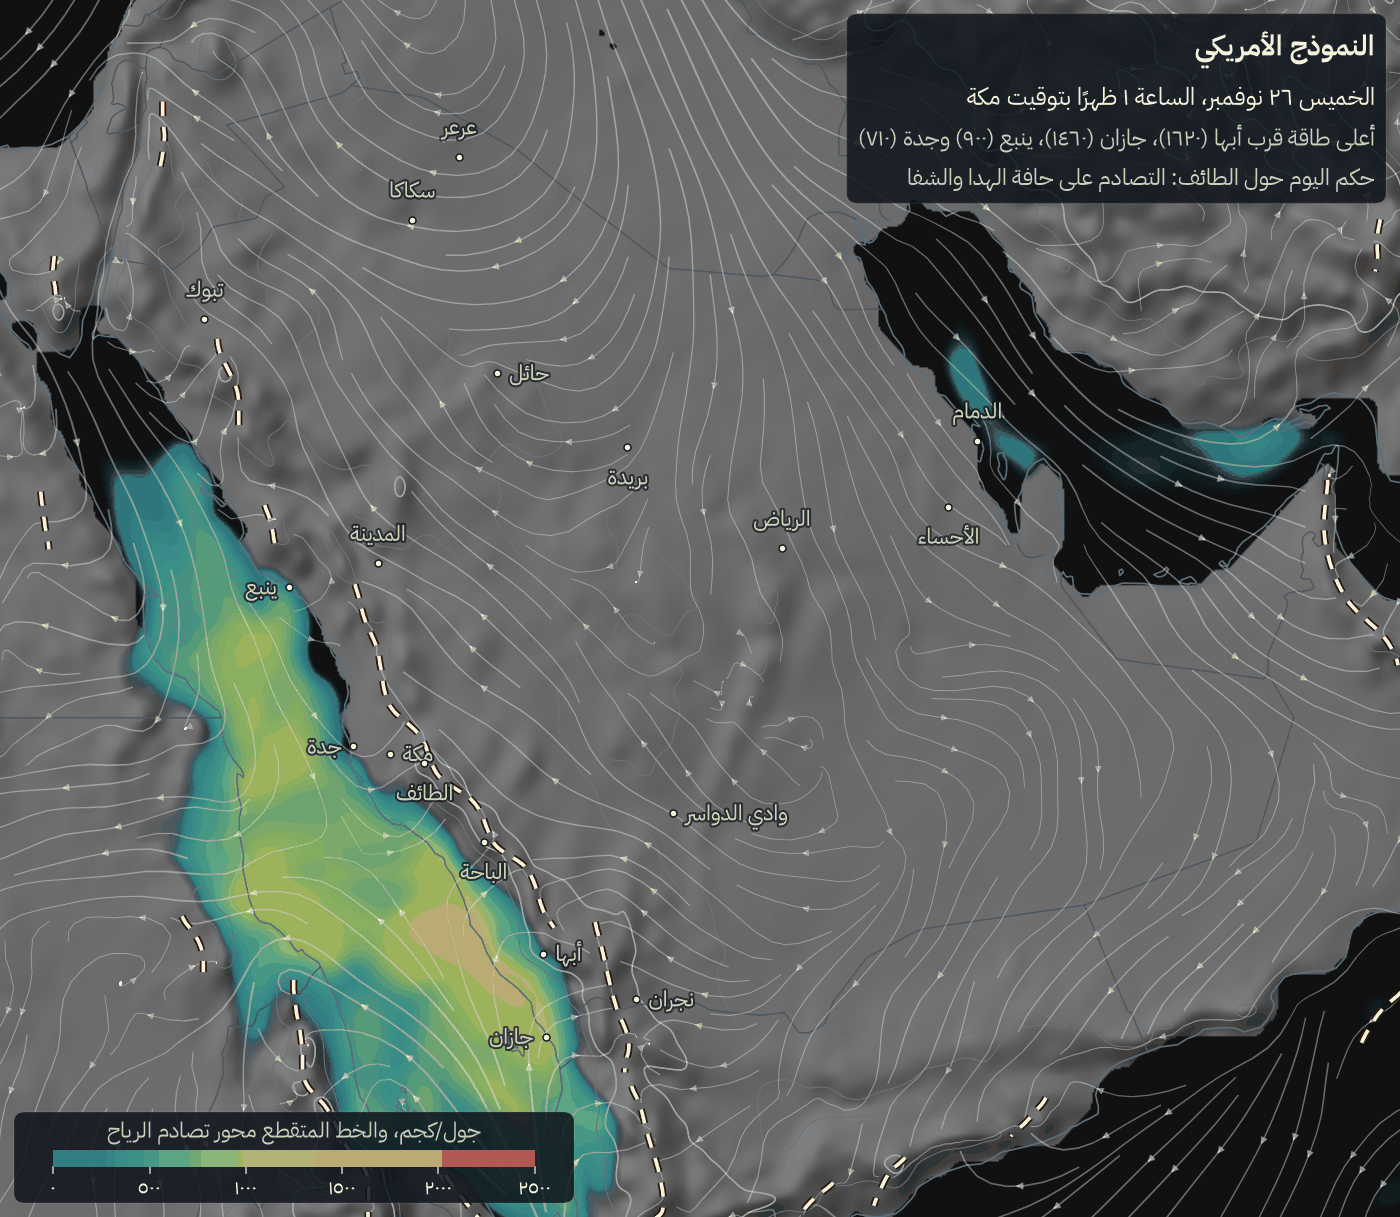 النموذج الأمريكي
الخميس ٢٦ نوفمبر، الساعة ١ ظهرًا بتوقيت مكة
أعلى طاقة قرب أبها (١٦٢٠)، جازان (١٤٦٠)، ينبع (٩٠٠) وجدة (٧١٠)
حكم اليوم حول الطائف: التصادم على حافة الهدا والشفا
عرعر
سكاكا
تبوك
حائل
الدمام
بريدة
الرياض
الأحساء
المدينة
ينبع
جدة
مكة
الطائف
وادي الدواسر
الباحة
أبها
نجران
جازان
جول/كجم، والخط المتقطع محور تصادم الرياح
٠ ٥٠٠ ١٠٠٠ ١٥٠٠ ٢٠٠٠ ٢٥٠٠